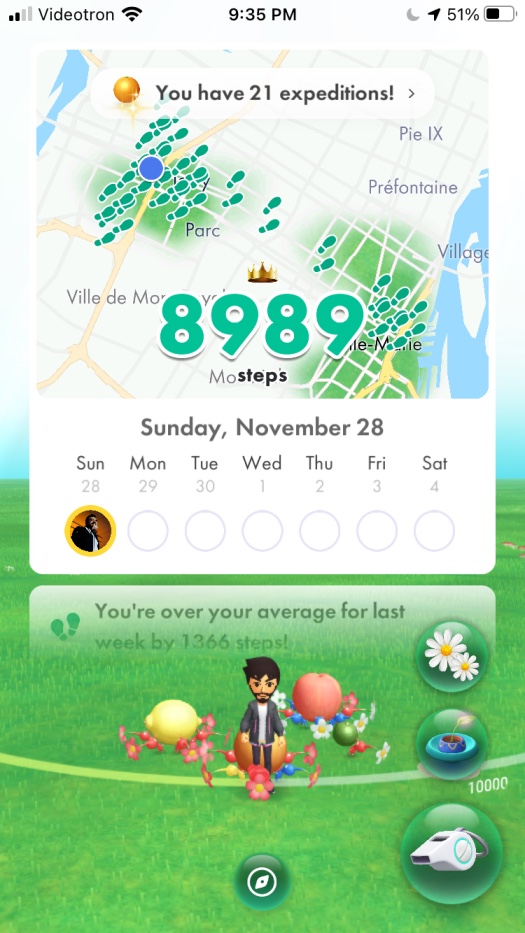 Videotron
9:35 PM
51%
You have 21 expeditions! >
Pie IX
Préfontaine
Parc
Village
Ville de
8989
steps
Sunday, November 28
Sun Mon Tue Wed Thu Fri Sat
28 29 30 1 2 3 4
You're over your average for last
week by 1366 steps!
10000